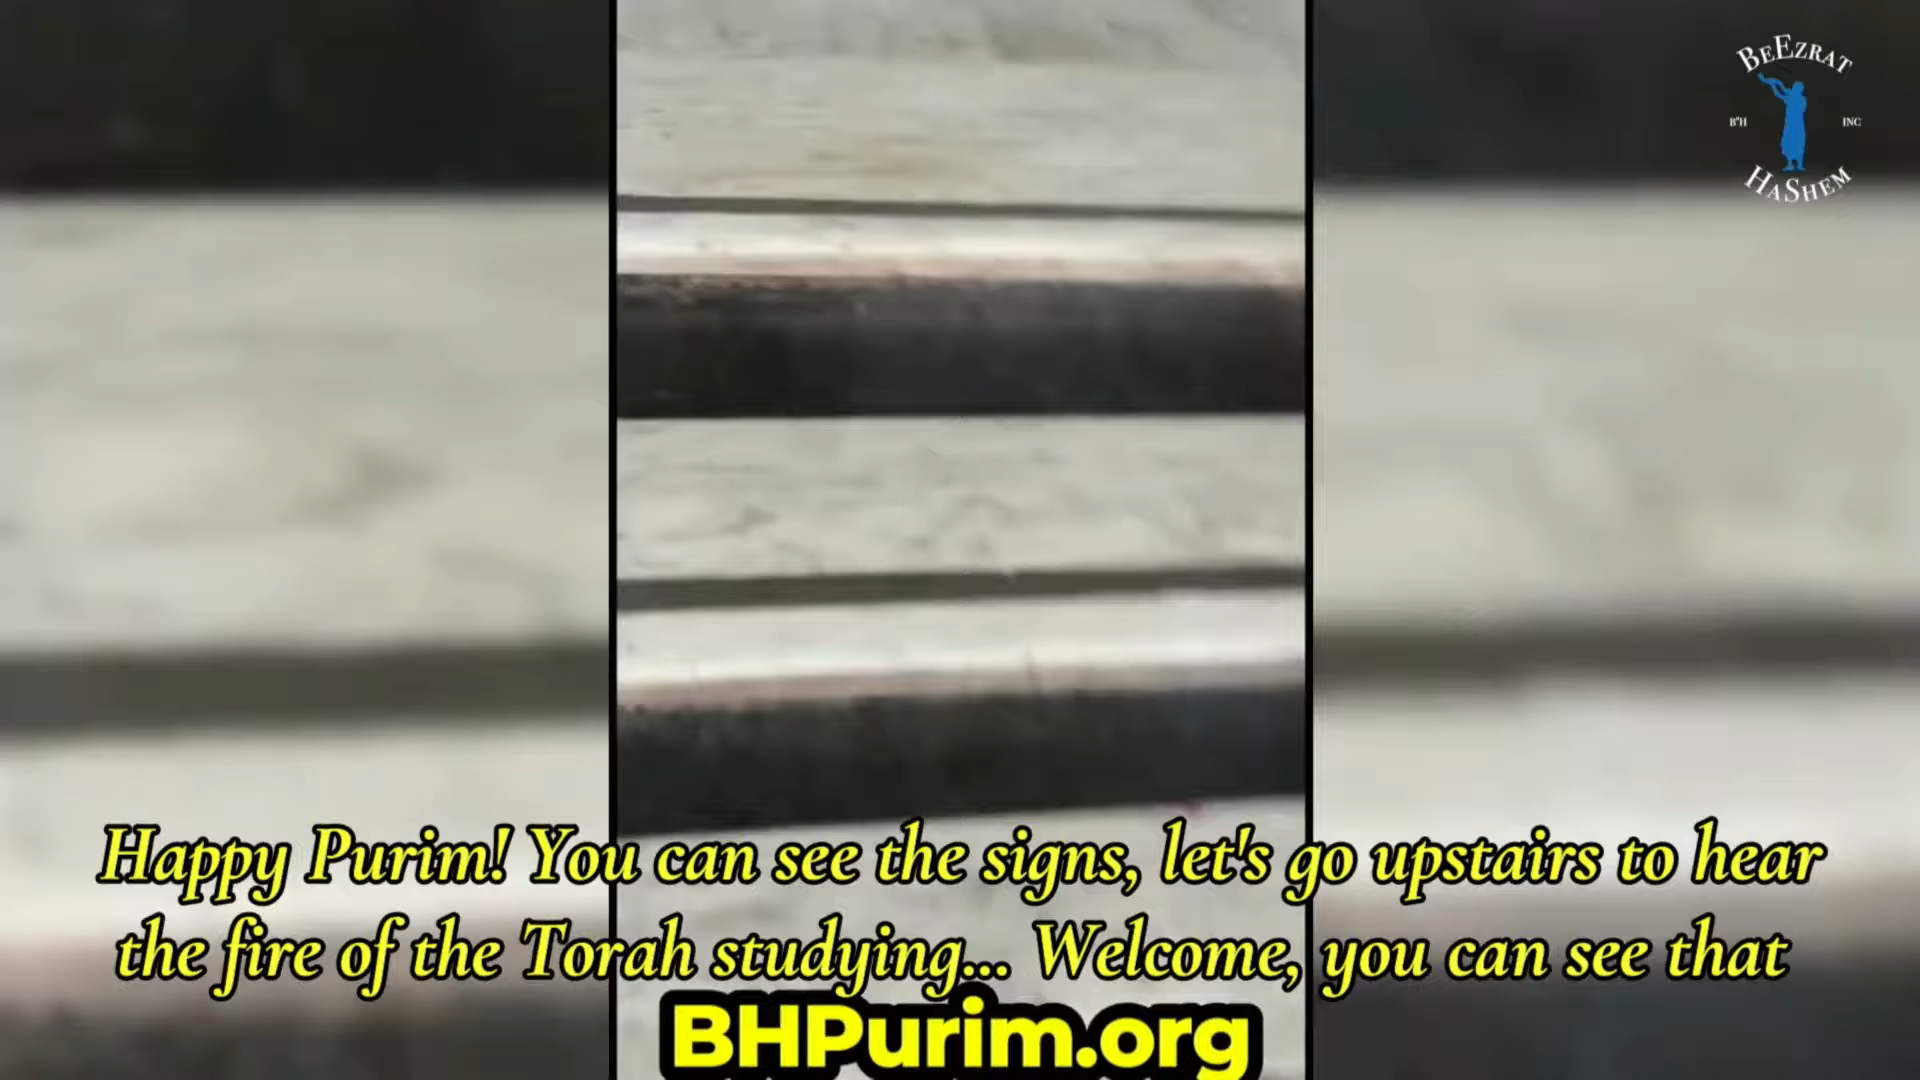 BEEZRAT
B"H INC
HASHEM
Happy Purim! You can see the signs, let's go upstairs to hear
the fire of the Torah studying... Welcome, you can see that
BHPurim.org